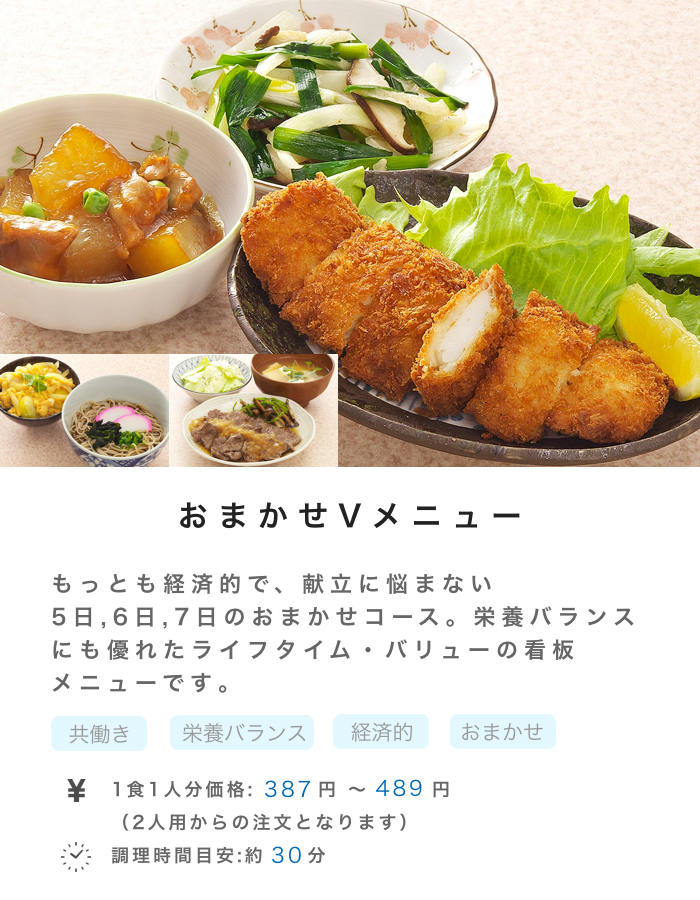 おまかせVメニュー
もっとも経済的で、献立に悩まない
5日,6日,7日のおまかせコース。栄養バランス
にも優れたライフタイム・バリューの看板
メニューです。
共働き 栄養バランス 経済的 おまかせ
¥ 1食1人分価格: 387円 〜 489 円
（2人用からの注文となります）
調理時間目安:約 30 分